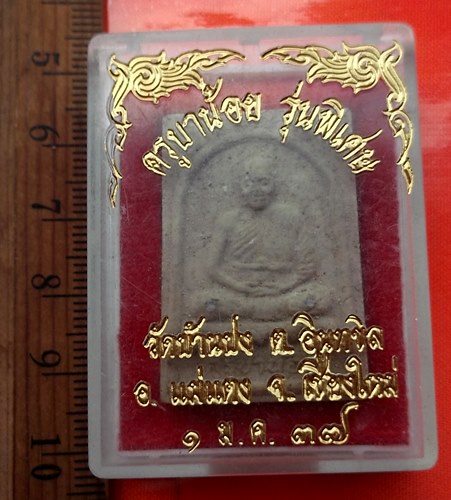 ครูบาน้อย รุ่นพิเศษ
วัดบ้านปง ต.อินทขิล
อ.แม่แตง จ.เชียงใหม่
๑ ม.ค. ๓๗
5
6
7
8
9
10